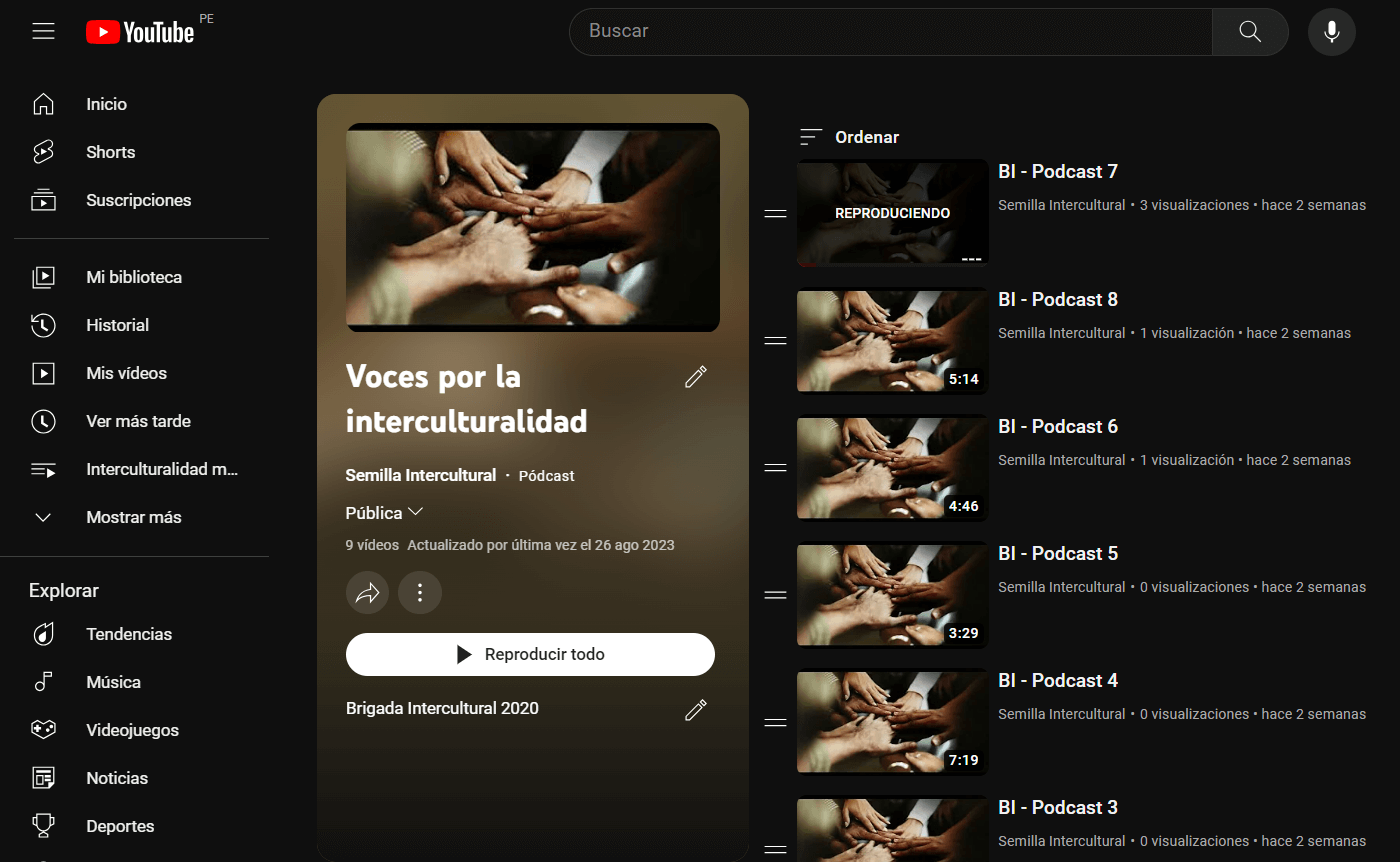 YouTube PE
Buscar
Inicio
Shorts
Suscripciones
Mi biblioteca
Historial
Mis vídeos
Ver más tarde
Interculturalidad m...
Mostrar más
Explorar
Tendencias
Música
Videojuegos
Noticias
Deportes
Voces por la
interculturalidad
Semilla Intercultural · Pódcast
Pública
9 vídeos Actualizado por última vez el 26 ago 2023
Reproducir todo
Brigada Intercultural 2020
Ordenar
REPRODUCIENDO
BI - Podcast 7
Semilla Intercultural • 3 visualizaciones • hace 2 semanas
5:14
BI - Podcast 8
Semilla Intercultural • 1 visualización • hace 2 semanas
4:46
BI - Podcast 6
Semilla Intercultural • 1 visualización • hace 2 semanas
3:29
BI - Podcast 5
Semilla Intercultural • 0 visualizaciones • hace 2 semanas
7:19
BI - Podcast 4
Semilla Intercultural • 0 visualizaciones • hace 2 semanas
BI - Podcast 3
Semilla Intercultural • 0 visualizaciones • hace 2 semanas